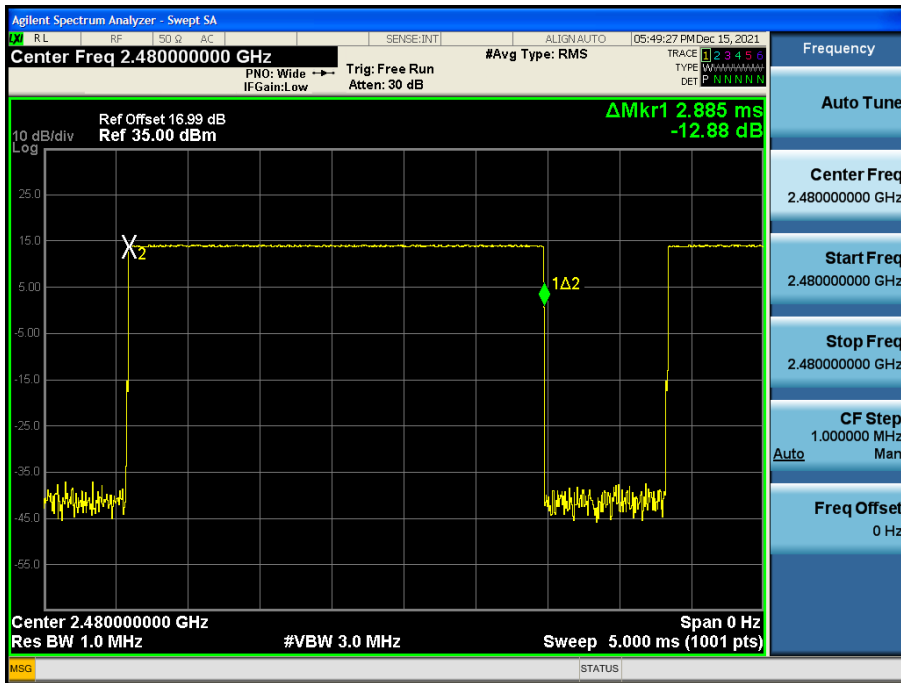 Agilent Spectrum Analyzer - Swept SA
LXI RL RF 50 Ω AC SENSE:INT ALIGN AUTO 05:49:27 PM Dec 15, 2021
Center Freq 2.480000000 GHz
PNO: Wide
IFGain:Low
Trig: Free Run
Atten: 30 dB
#Avg Type: RMS
TRACE 1 2 3 4 5 6
TYPE WWWWWW
DET P N N N N N
Frequency
Auto Tune
Center Freq
2.480000000 GHz
Start Freq
2.480000000 GHz
Stop Freq
2.480000000 GHz
CF Step
1.000000 MHz
Auto Man
Freq Offset
0 Hz
ΔMkr1 2.885 ms
-12.88 dB
Ref Offset 16.99 dB
10 dB/div Ref 35.00 dBm
Log
25.0
15.0
5.00
-5.00
-15.0
-25.0
-35.0
-45.0
-55.0
X2
1Δ2
Center 2.480000000 GHz Span 0 Hz
Res BW 1.0 MHz #VBW 3.0 MHz Sweep 5.000 ms (1001 pts)
MSG STATUS